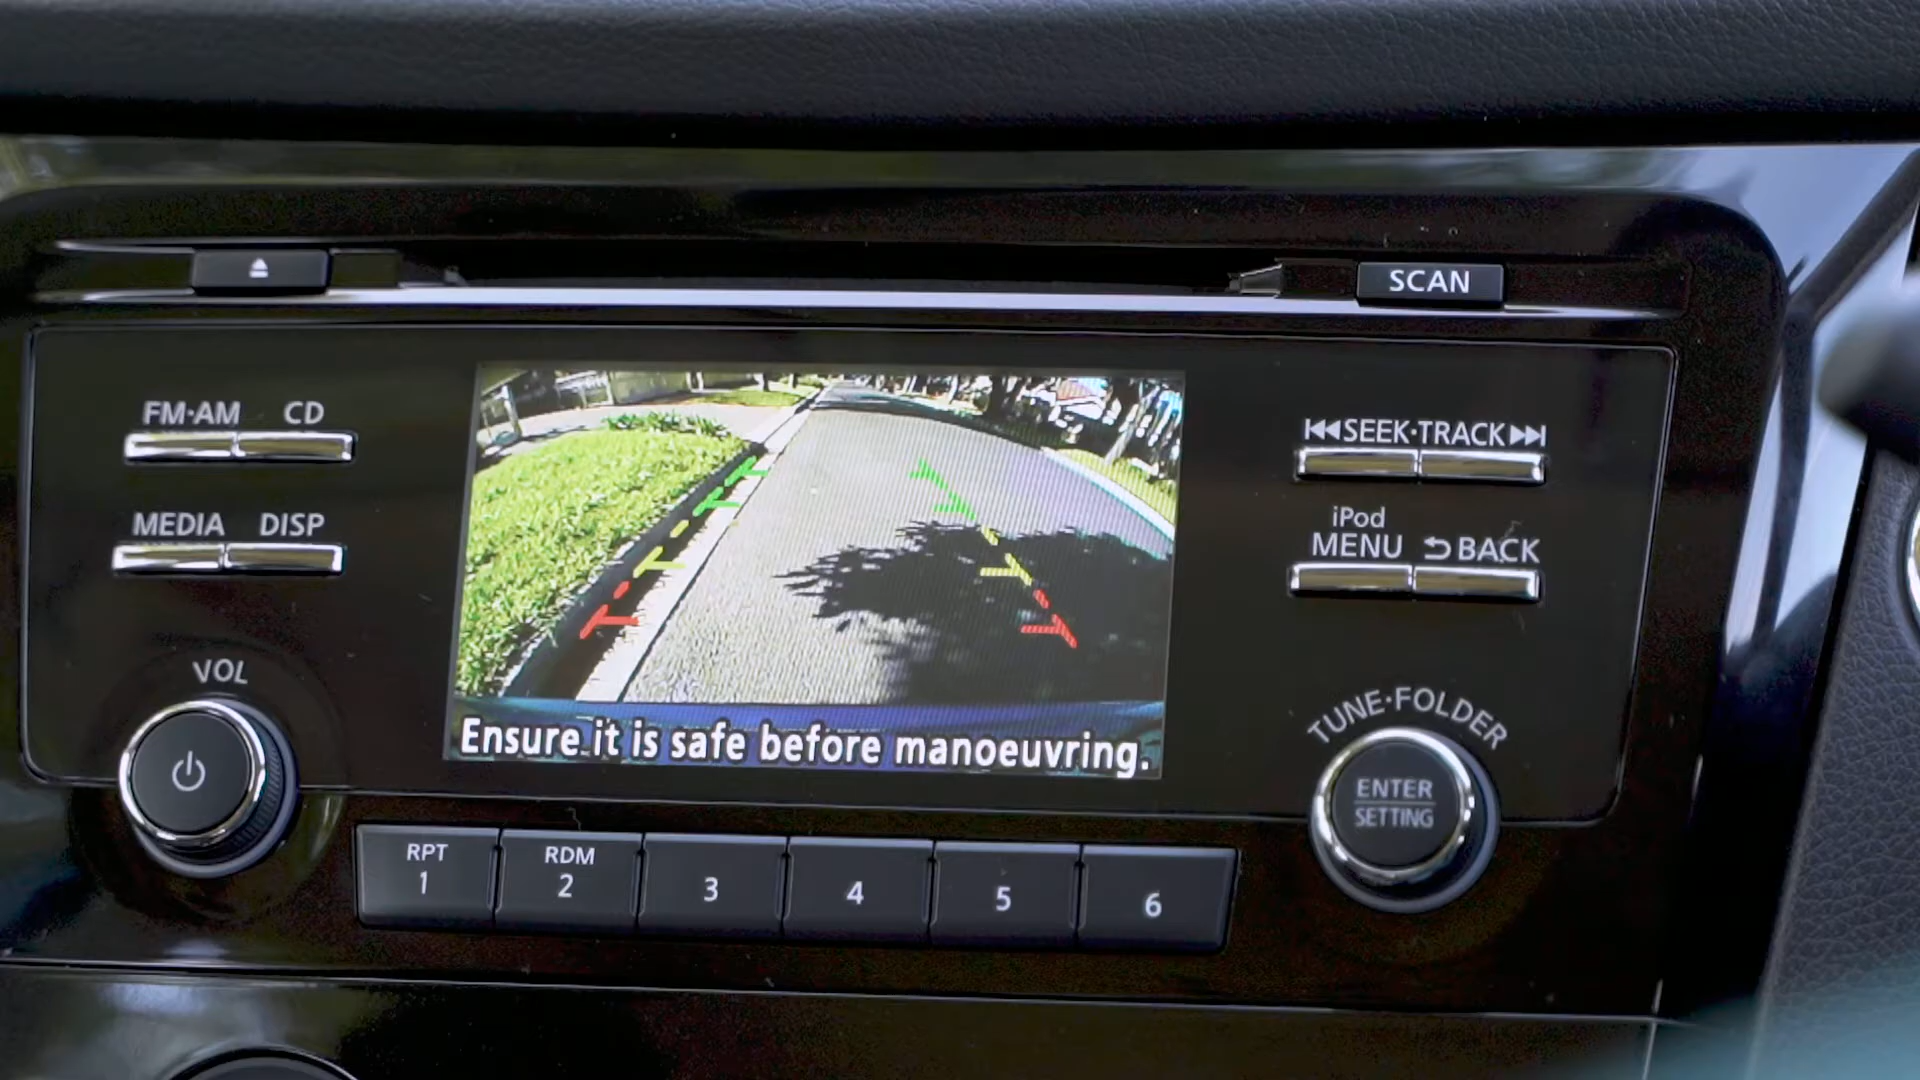 SCAN
FM·AM CD
⏮SEEK·TRACK⏭
MEDIA DISP
iPod
MENU ⮌BACK
VOL
TUNE·FOLDER
Ensure it is safe before manoeuvring.
ENTER
SETTING
RPT RDM
1 2 3 4 5 6